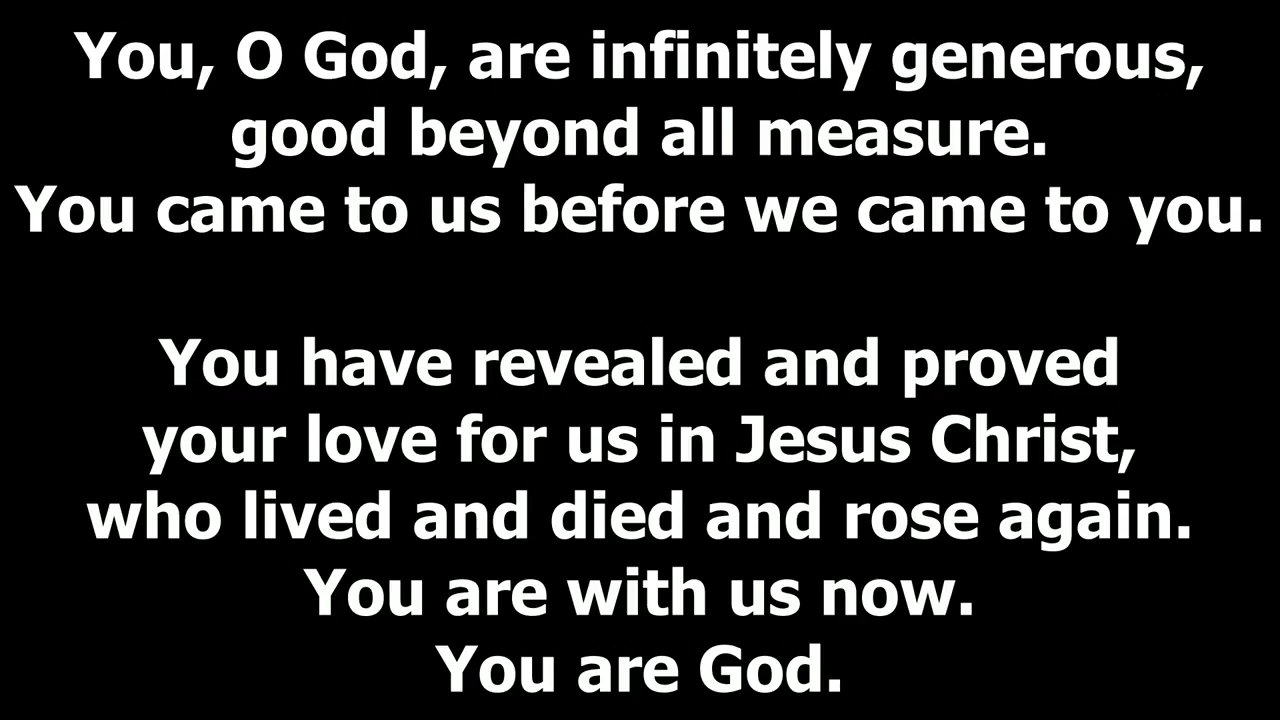 You, O God, are infinitely generous,
good beyond all measure.
You came to us before we came to you.
You have revealed and proved
your love for us in Jesus Christ,
who lived and died and rose again.
You are with us now.
You are God.